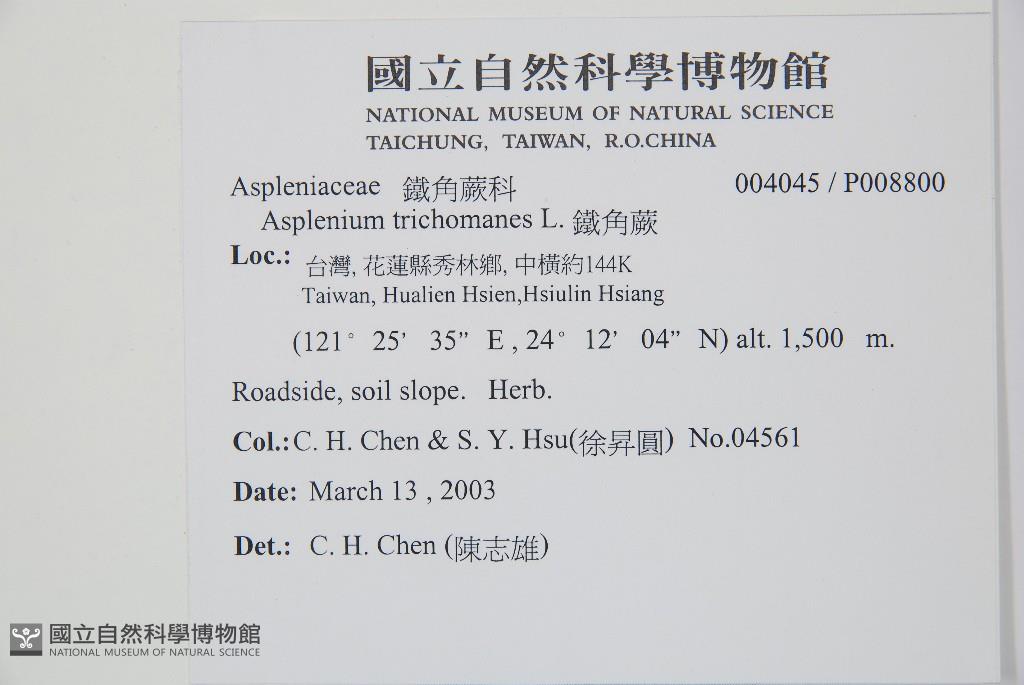 國立自然科學博物館
NATIONAL MUSEUM OF NATURAL SCIENCE
TAICHUNG, TAIWAN, R.O.CHINA
Aspleniaceae 鐵角蕨科 004045 / P008800
Asplenium trichomanes L. 鐵角蕨
Loc.: 台灣, 花蓮縣秀林鄉, 中橫約144K
Taiwan, Hualien Hsien,Hsiulin Hsiang
(121° 25’ 35” E , 24° 12’ 04” N) alt. 1,500 m.
Roadside, soil slope. Herb.
Col.: C. H. Chen & S. Y. Hsu(徐昇圓) No.04561
Date: March 13 , 2003
Det.: C. H. Chen (陳志雄)
國立自然科學博物館
NATIONAL MUSEUM OF NATURAL SCIENCE